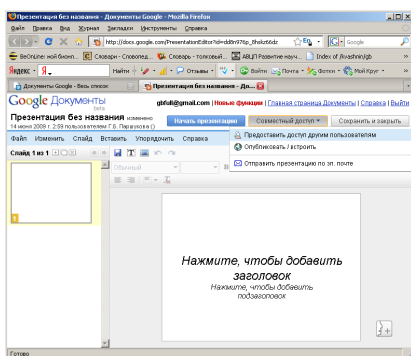 Презентация без названия - Документы Google - Mozilla Firefox
Файл Правка Вид Журнал Закладки Инструменты Справка
http://docs.google.com/PresentationEditor?id=dd8n976p_8hskz66dz Google
БеОнliner мой бизнп... Словари - Словопед... Словарь - толковый... АВЦП Развитие науч... Index of /kvashnin/gb
Яндекс Найти Отзывы Войти Почта Фотки Мой Круг
Документы Google - Весь список Презентация без названия - До...
Google Документы beta
gbfull@gmail.com | Новые функции | Главная страница Документы | Справка | Выйти
Презентация без названия изменено
14 июня 2008 г. 2:59 пользователем Г.Б. Паршукова ()
Начать презентацию Совместный доступ Сохранить и закрыть
Файл Изменить Слайд Вставить Упорядочить Справка
Предоставить доступ другим пользователям
Опубликовать / встроить
Отправить презентацию по эл. почте
Слайд 1 из 1
Обычный
1
Нажмите, чтобы добавить
заголовок
Нажмите, чтобы добавить
подзаголовок
Готово